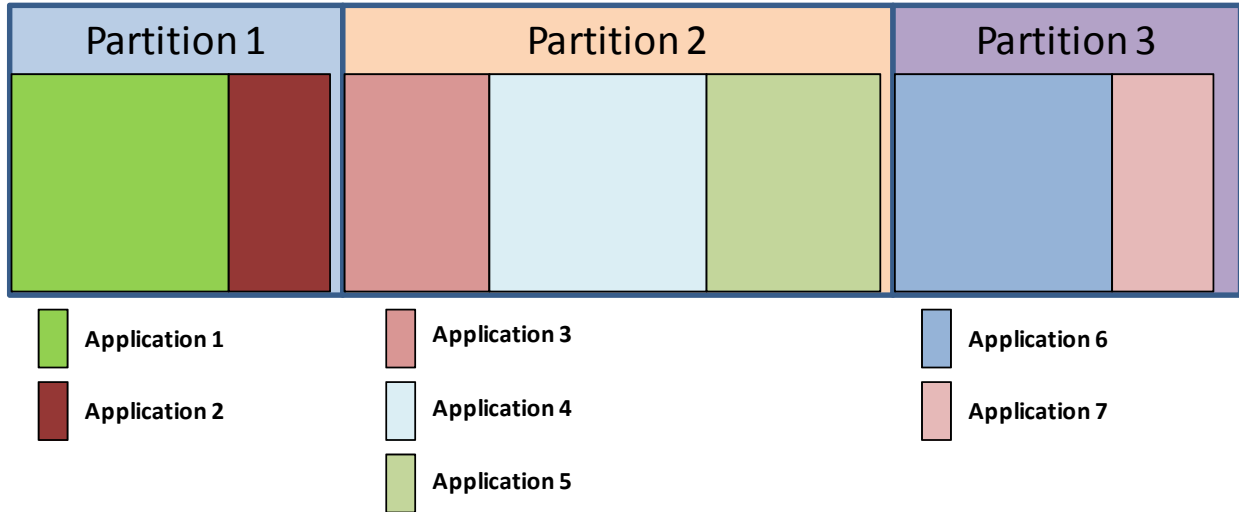 Partition 1
Partition 2
Partition 3
Application 1
Application 2
Application 3
Application 4
Application 5
Application 6
Application 7